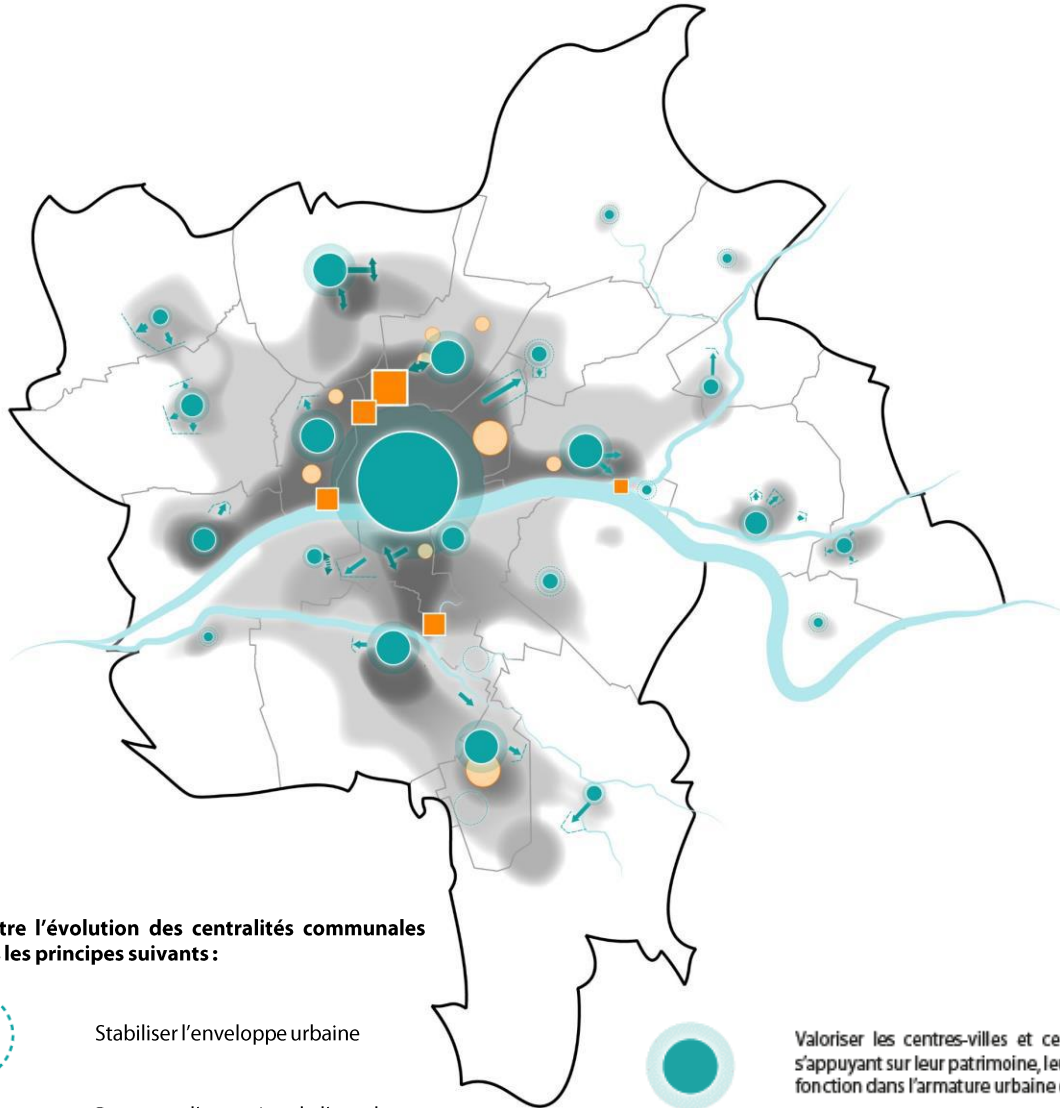 tre l'évolution des centralités communales
les principes suivants :
Stabiliser l'enveloppe urbaine
Valoriser les centres-villes et ce
s'appuyant sur leur patrimoine, leu
fonction dans l'armature urbaine